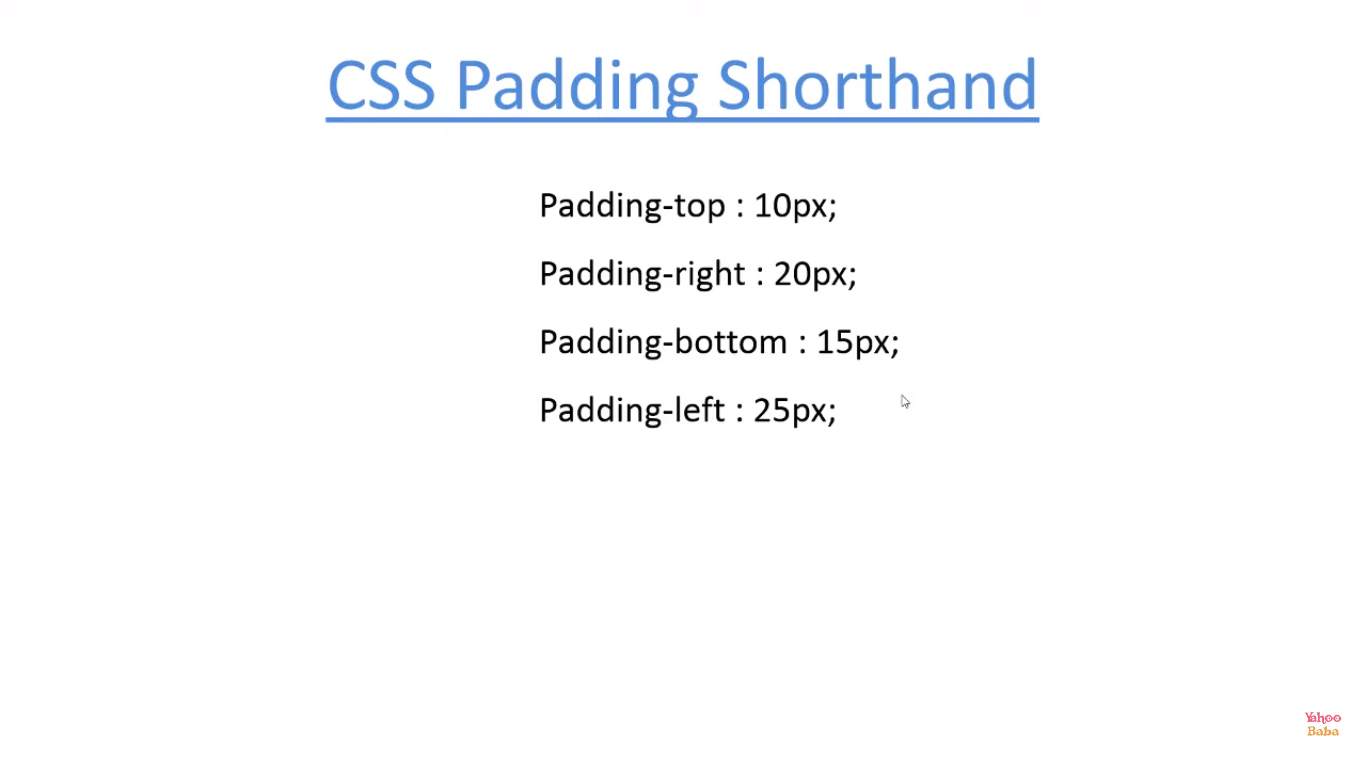 CSS Padding Shorthand
Padding-top : 10px;
Padding-right : 20px;
Padding-bottom : 15px;
Padding-left : 25px;
Yahoo
Baba